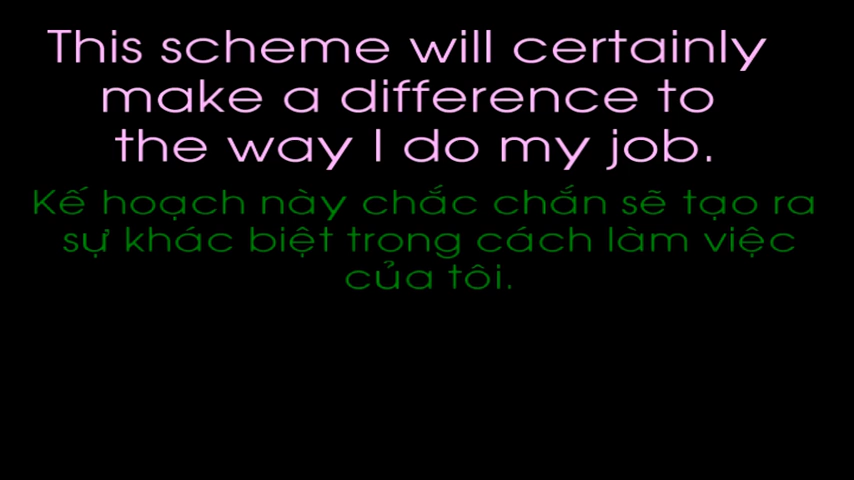 This scheme will certainly
make a difference to
the way I do my job.
Kế hoạch này chắc chắn sẽ tạo ra
sự khác biệt trong cách làm việc
của tôi.